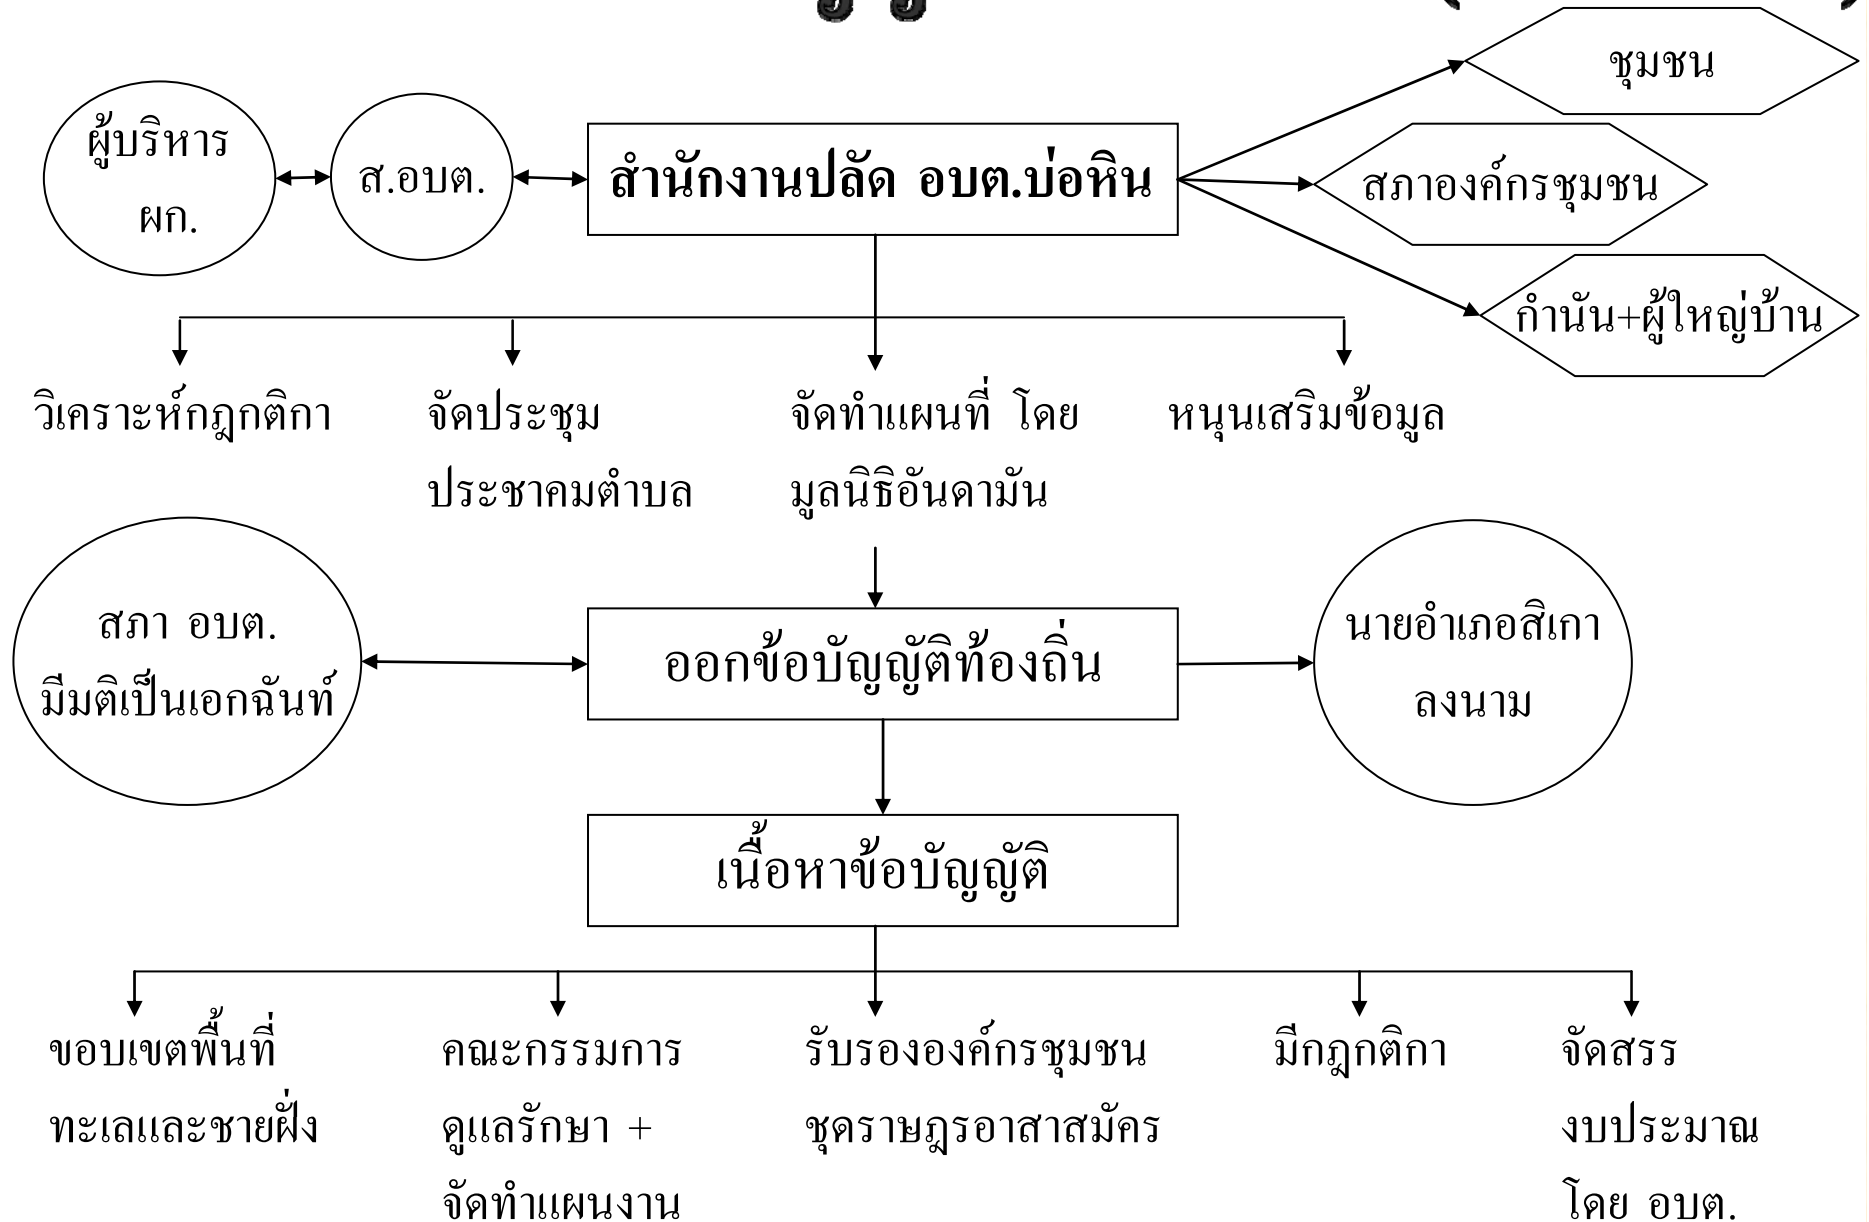 ชุมชน
ผู้บริหาร
ผก.
ส.อบต.
สำนักงานปลัด อบต.บ่อหิน
สภาองค์กรชุมชน
กำนัน+ผู้ใหญ่บ้าน
วิเคราะห์กฎกติกา
จัดประชุม
ประชาคมตำบล
จัดทำแผนที่ โดย
มูลนิธิอันดามัน
หนุนเสริมข้อมูล
สภา อบต.
มีมติเป็นเอกฉันท์
ออกข้อบัญญัติท้องถิ่น
นายอำเภอสิเกา
ลงนาม
เนื้อหาข้อบัญญัติ
ขอบเขตพื้นที่
ทะเลและชายฝั่ง
คณะกรรมการ
ดูแลรักษา +
จัดทำแผนงาน
รับรององค์กรชุมชน
ชุดราษฎรอาสาสมัคร
มีกฎกติกา
จัดสรร
งบประมาณ
โดย อบต.